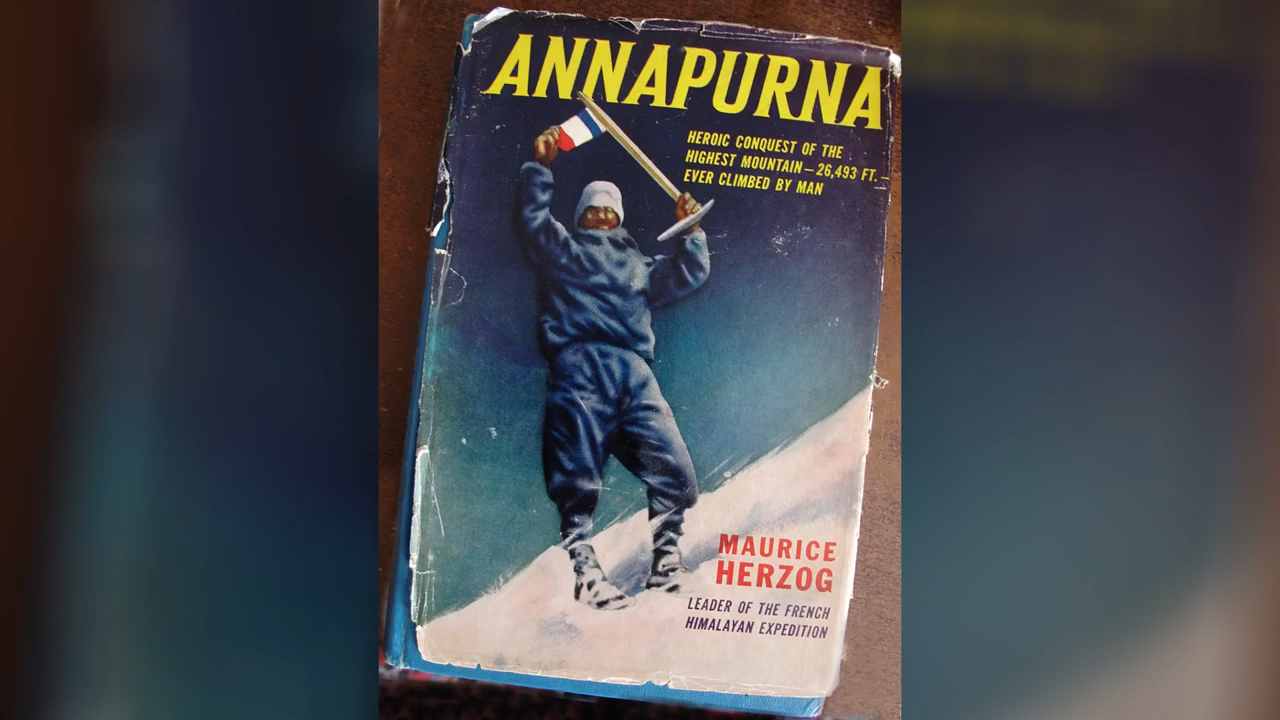 ANNAPURNA
HEROIC CONQUEST OF THE
HIGHEST MOUNTAIN—26,493 FT.—
EVER CLIMBED BY MAN
MAURICE
HERZOG
LEADER OF THE FRENCH
HIMALAYAN EXPEDITION